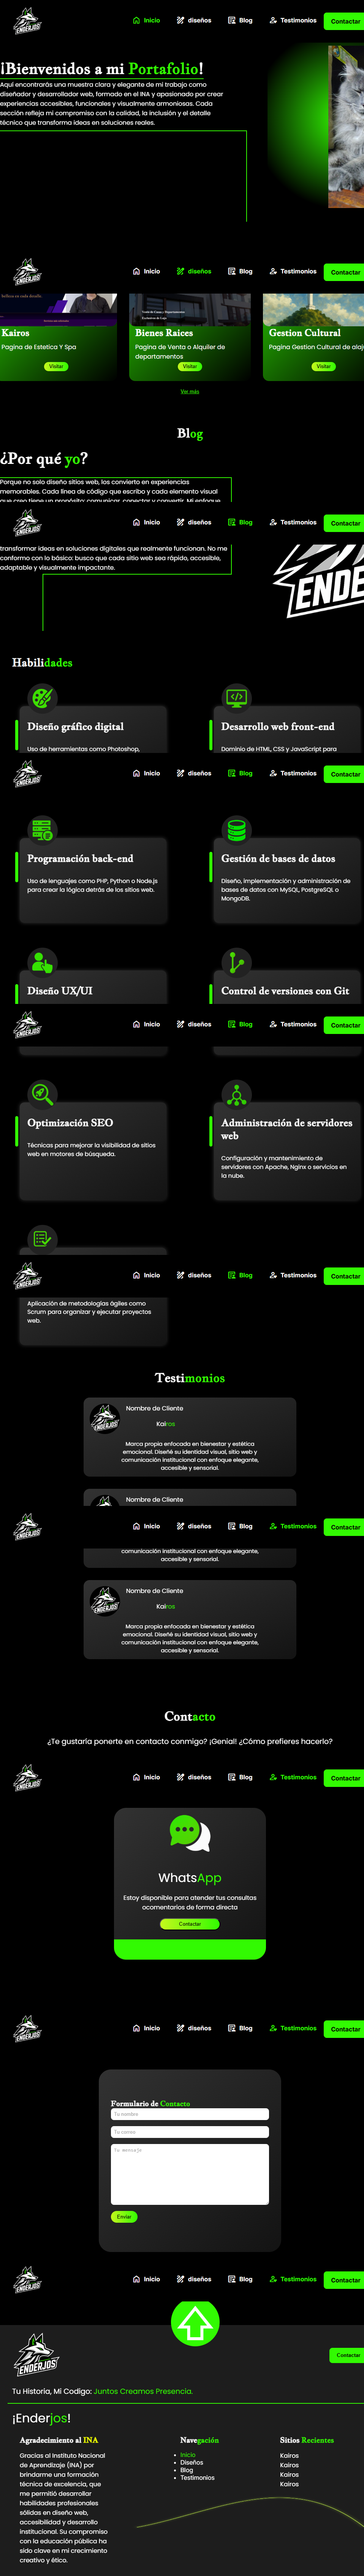 ENDERJOS
Inicio diseños Blog Testimonios Contactar
¡Bienvenidos a mi Portafolio!
Aquí encontrarás una muestra clara y elegante de mi trabajo como
diseñador y desarrollador web, formado en el INA y apasionado por crear
experiencias accesibles, funcionales y visualmente armoniosas. Cada
sección refleja mi compromiso con la calidad, la inclusión y el detalle
técnico que transforma ideas en soluciones reales.
ENDERJOS
Inicio diseños Blog Testimonios Contactar
Kairos
Pagina de Estetica Y Spa
Visitar
Bienes Raices
Pagina de Venta o Alquiler de
departamentos
Visitar
Gestion Cultural
Pagina Gestion Cultural de alaj
Visitar
Ver más
Blog
¿Por qué yo?
Porque no solo diseño sitios web, los convierto en experiencias
memorables. Cada línea de código que escribo y cada elemento visual
ENDERJOS
Inicio diseños Blog Testimonios Contactar
transformar ideas en soluciones digitales que realmente funcionan. No me
conformo con lo básico: busco que cada sitio web sea rápido, accesible,
adaptable y visualmente impactante.
Habilidades
Diseño gráfico digital
Uso de herramientas como Photoshop,
Desarrollo web front-end
Dominio de HTML, CSS y JavaScript para
ENDERJOS
Inicio diseños Blog Testimonios Contactar
Programación back-end
Uso de lenguajes como PHP, Python o Node.js
para crear la lógica detrás de los sitios web.
Gestión de bases de datos
Diseño, implementación y administración de
bases de datos con MySQL, PostgreSQL o
MongoDB.
Diseño UX/UI
Control de versiones con Git
ENDERJOS
Inicio diseños Blog Testimonios Contactar
Optimización SEO
Técnicas para mejorar la visibilidad de sitios
web en motores de búsqueda.
Administración de servidores
web
Configuración y mantenimiento de
servidores con Apache, Nginx o servicios en
la nube.
ENDERJOS
Inicio diseños Blog Testimonios Contactar
Aplicación de metodologías ágiles como
Scrum para organizar y ejecutar proyectos
web.
Testimonios
Nombre de Cliente
Kairos
Marca propia enfocada en bienestar y estética
emocional. Diseñé su identidad visual, sitio web y
comunicación institucional con enfoque elegante,
accesible y sensorial.
Nombre de Cliente
ENDERJOS
Inicio diseños Blog Testimonios Contactar
comunicación institucional con enfoque elegante,
accesible y sensorial.
Nombre de Cliente
Kairos
Marca propia enfocada en bienestar y estética
emocional. Diseñé su identidad visual, sitio web y
comunicación institucional con enfoque elegante,
accesible y sensorial.
Contacto
¿Te gustaría ponerte en contacto conmigo? ¡Genial! ¿Cómo prefieres hacerlo?
ENDERJOS
Inicio diseños Blog Testimonios Contactar
WhatsApp
Estoy disponible para atender tus consultas
ocomentarios de forma directa
Contactar
ENDERJOS
Inicio diseños Blog Testimonios Contactar
Formulario de Contacto
Tu nombre
Tu correo
Tu mensaje
Enviar
ENDERJOS
Inicio diseños Blog Testimonios Contactar
ENDERJOS
Contactar
Tu Historia, Mi Codigo: Juntos Creamos Presencia.
¡Enderjos!
Agradecimiento al INA
Gracias al Instituto Nacional
de Aprendizaje (INA) por
brindarme una formación
técnica de excelencia, que
me permitió desarrollar
habilidades profesionales
sólidas en diseño web,
accesibilidad y desarrollo
institucional. Su compromiso
con la educación pública ha
sido clave en mi crecimiento
creativo y ético.
Navegación
Inicio
Diseños
Blog
Testimonios
Sitios Recientes
Kairos
Kairos
Kairos
Kairos